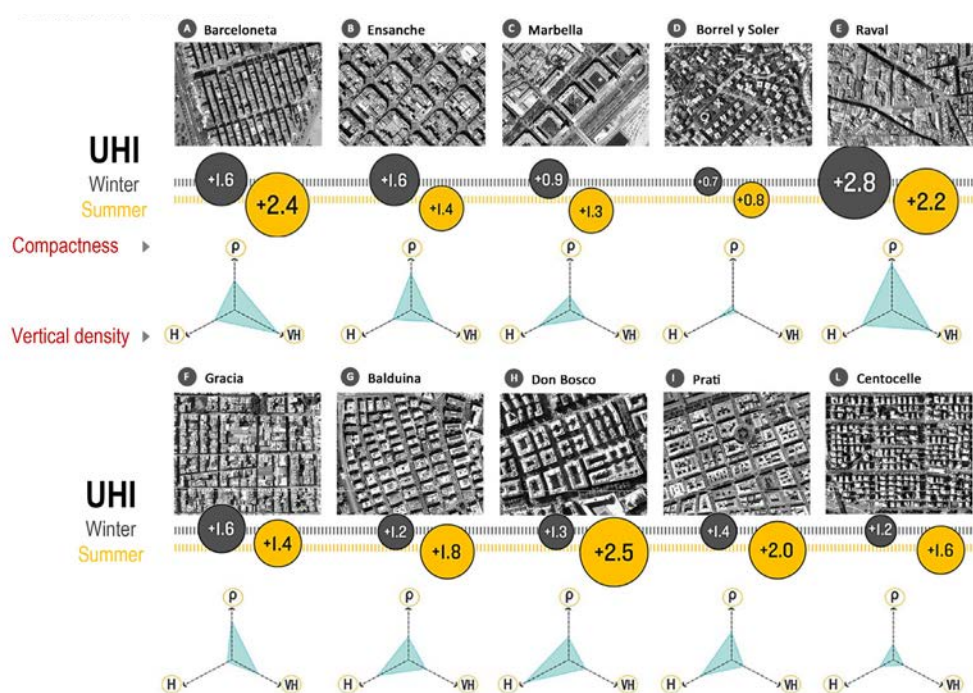 A Barceloneta
B Ensanche
C Marbella
D Borrel y Soler
E Raval
UHI
Winter
Summer
+1.6
+2.4
+1.6
+1.4
+0.9
+1.3
+0.7
+0.8
+2.8
+2.2
Compactness
ρ
ρ
ρ
ρ
ρ
Vertical density
H VH
H VH
H VH
H VH
H VH
F Gracia
G Balduina
H Don Bosco
I Prati
L Centocelle
UHI
Winter
Summer
+1.6
+1.4
+1.2
+1.8
+1.3
+2.5
+1.4
+2.0
+1.2
+1.6
ρ
ρ
ρ
ρ
ρ
H VH
H VH
H VH
H VH
H VH